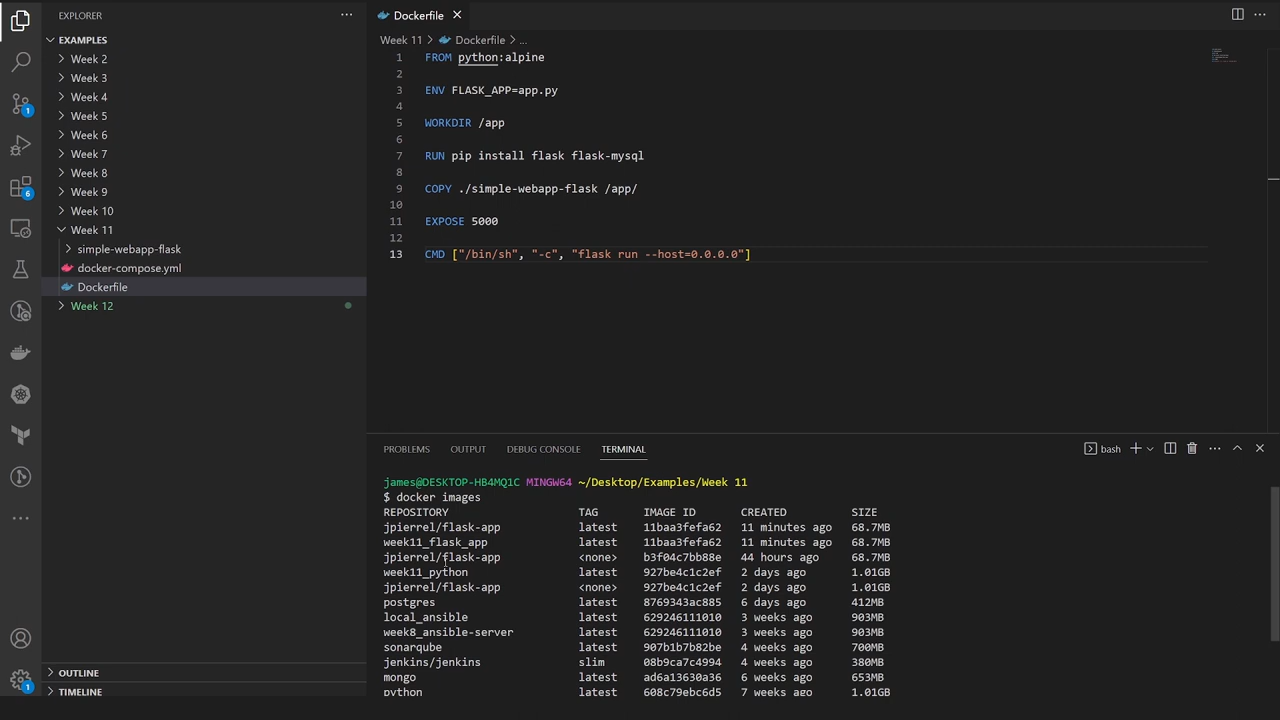 EXPLORER
EXAMPLES
Week 2
Week 3
Week 4
Week 5
Week 6
Week 7
Week 8
Week 9
Week 10
Week 11
simple-webapp-flask
docker-compose.yml
Dockerfile
Week 12
OUTLINE
TIMELINE
1
6
1
Dockerfile
Week 11 > Dockerfile > ...
1 FROM python:alpine
2
3 ENV FLASK_APP=app.py
4
5 WORKDIR /app
6
7 RUN pip install flask flask-mysql
8
9 COPY ./simple-webapp-flask /app/
10
11 EXPOSE 5000
12
13 CMD ["/bin/sh", "-c", "flask run --host=0.0.0.0"]
PROBLEMS OUTPUT DEBUG CONSOLE TERMINAL
bash
james@DESKTOP-HB4MQ1C MINGW64 ~/Desktop/Examples/Week 11
$ docker images
REPOSITORY TAG IMAGE ID CREATED SIZE
jpierrel/flask-app latest 11baa3fefa62 11 minutes ago 68.7MB
week11_flask_app latest 11baa3fefa62 11 minutes ago 68.7MB
jpierrel/flask-app <none> b3f04c7bb88e 44 hours ago 68.7MB
week11_python latest 927be4c1c2ef 2 days ago 1.01GB
jpierrel/flask-app <none> 927be4c1c2ef 2 days ago 1.01GB
postgres latest 8769343ac885 6 days ago 412MB
local_ansible latest 629246111010 3 weeks ago 903MB
week8_ansible-server latest 629246111010 3 weeks ago 903MB
sonarqube latest 907b1b7b82be 4 weeks ago 700MB
jenkins/jenkins slim 08b9ca7c4994 4 weeks ago 380MB
mongo latest ad6a13630a36 6 weeks ago 653MB
python latest 608c79ebc6d5 7 weeks ago 1.01GB